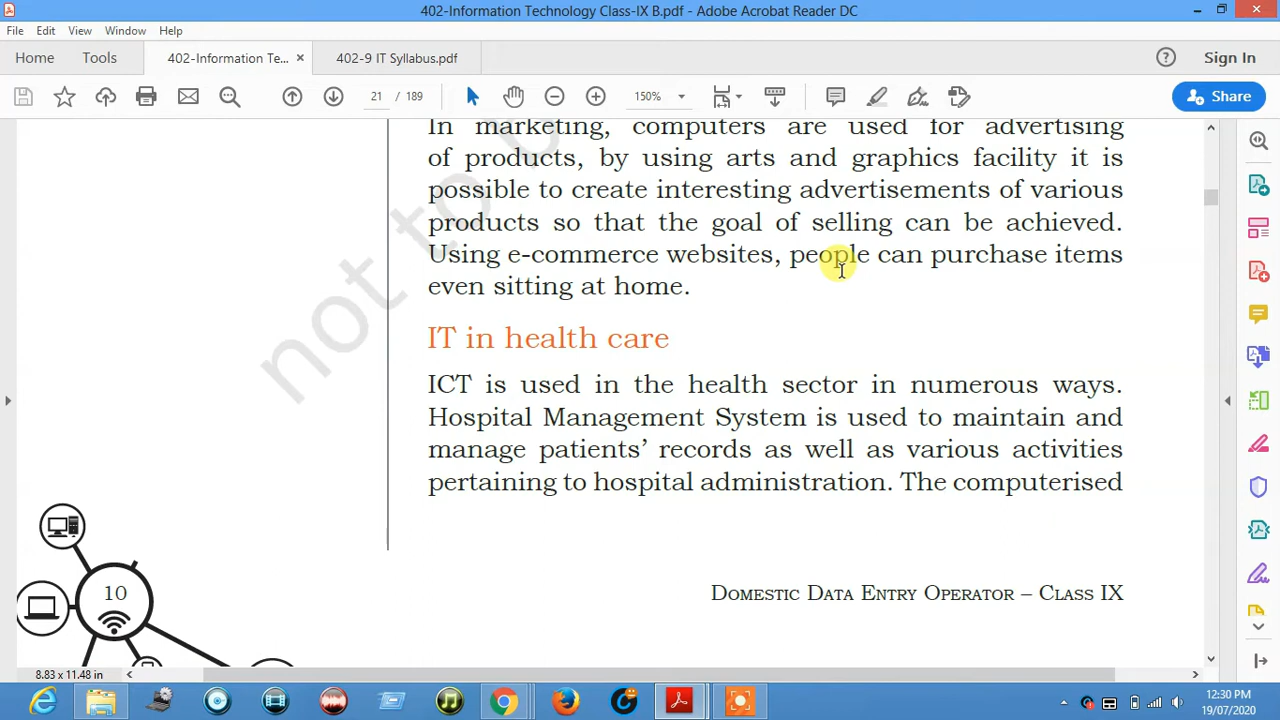 402-Information Technology Class-IX B.pdf - Adobe Acrobat Reader DC
File Edit View Window Help
Home Tools 402-Information Te... × 402-9 IT Syllabus.pdf Sign In
21 / 189 150% Share
In marketing, computers are used for advertising
of products, by using arts and graphics facility it is
possible to create interesting advertisements of various
products so that the goal of selling can be achieved.
Using e-commerce websites, people can purchase items
even sitting at home.
not to b
IT in health care
ICT is used in the health sector in numerous ways.
Hospital Management System is used to maintain and
manage patients' records as well as various activities
pertaining to hospital administration. The computerised
10
Domestic Data Entry Operator – Class IX
8.83 x 11.48 in
12:30 PM
19/07/2020